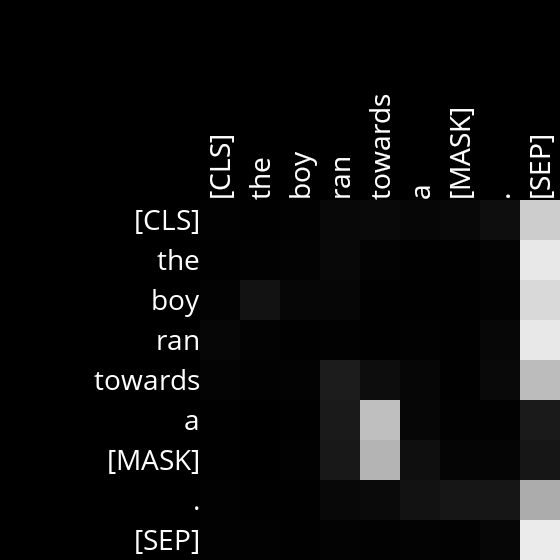 [CLS] the boy ran towards a [MASK] . [SEP]
[CLS]
the
boy
ran
towards
a
[MASK]
.
[SEP]